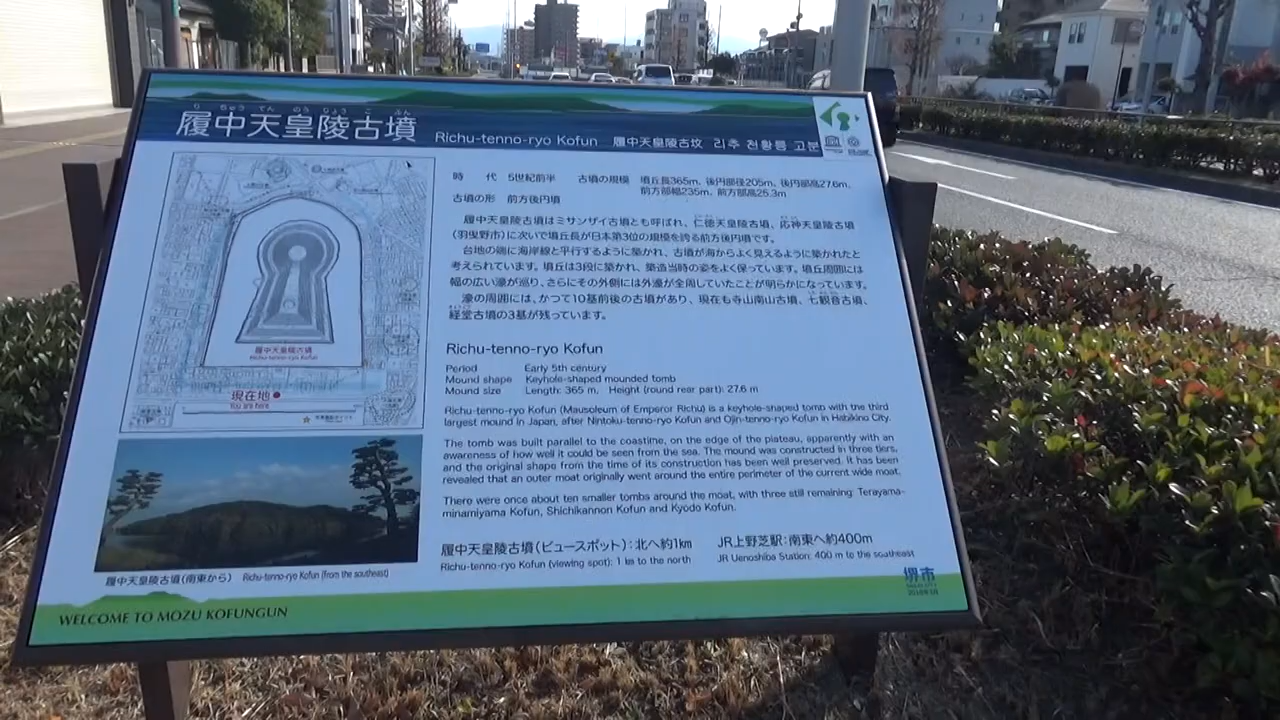 り ちゅう てん のう りょう こ ふん
履中天皇陵古墳 Richu-tenno-ryo Kofun 履中天皇陵古坟 리추 천황릉 고분
時　代 5世紀前半 古墳の規模 墳丘長365m、後円部径205m、後円部高27.6m、
前方部幅235m、前方部高25.3m
古墳の形 前方後円墳
履中天皇陵古墳はミサンザイ古墳とも呼ばれ、仁徳天皇陵古墳、応神天皇陵古墳
（羽曳野市）に次いで墳丘長が日本第3位の規模を誇る前方後円墳です。
台地の端に海岸線と平行するように築かれ、古墳が海からよく見えるように築かれたと
考えられています。墳丘は3段に築かれ、築造当時の姿をよく保っています。墳丘周囲には
幅の広い濠が巡り、さらにその外側には外濠が全周していたことが明らかになっています。
濠の周囲には、かつて10基前後の古墳があり、現在も寺山南山古墳、七観音古墳、
経堂古墳の3基が残っています。
履中天皇陵古墳
Richu-tenno-ryo Kofun
現在地
You are here
Richu-tenno-ryo Kofun
Period Early 5th century
Mound shape Keyhole-shaped mounded tomb
Mound size Length: 365 m, Height (round rear part): 27.6 m
Richu-tenno-ryo Kofun (Mausoleum of Emperor Richu) is a keyhole-shaped tomb with the third
largest mound in Japan, after Nintoku-tenno-ryo Kofun and Ojin-tenno-ryo Kofun in Habikino City.
The tomb was built parallel to the coastime, on the edge of the plateau, apparently with an
awareness of how well it could be seen from the sea. The mound was constructed in three tiers,
and the original shape from the time of its construction has been well preserved. It has been
revealed that an outer moat originally went around the entire perimeter of the current wide moat.
There were once about ten smaller tombs around the moat, with three still remaining: Terayama-
minamiyama Kofun, Shichikannon Kofun and Kyodo Kofun.
履中天皇陵古墳（ビュースポット）：北へ約1km JR上野芝駅：南東へ約400m
Richu-tenno-ryo Kofun (viewing spot): 1 km to the north JR Uenoshiba Station: 400 m to the southeast
履中天皇陵古墳（南東から） Richu-tenno-ryo Kofun (from the southeast)
堺市
WELCOME TO MOZU KOFUNGUN